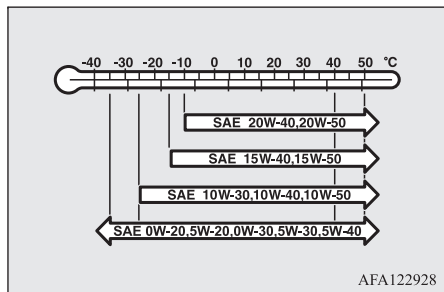 -40 -30 -20 -10 0 10 20 30 40 50 °C
SAE 20W-40,20W-50
SAE 15W-40,15W-50
SAE 10W-30,10W-40,10W-50
SAE 0W-20,5W-20,0W-30,5W-30,5W-40
AFA122928